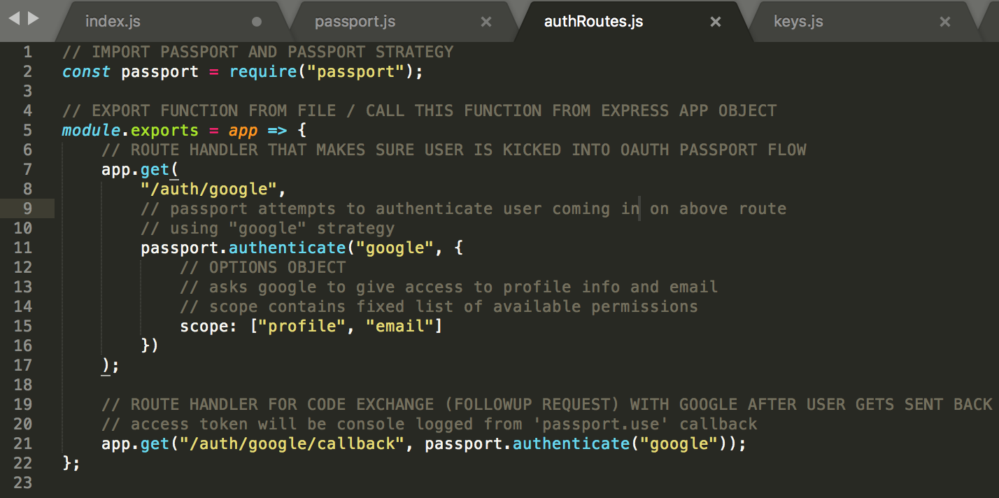 index.js passport.js authRoutes.js keys.js
1 // IMPORT PASSPORT AND PASSPORT STRATEGY
2 const passport = require("passport");
3
4 // EXPORT FUNCTION FROM FILE / CALL THIS FUNCTION FROM EXPRESS APP OBJECT
5 module.exports = app => {
6 // ROUTE HANDLER THAT MAKES SURE USER IS KICKED INTO OAUTH PASSPORT FLOW
7 app.get(
8 "/auth/google",
9 // passport attempts to authenticate user coming in on above route
10 // using "google" strategy
11 passport.authenticate("google", {
12 // OPTIONS OBJECT
13 // asks google to give access to profile info and email
14 // scope contains fixed list of available permissions
15 scope: ["profile", "email"]
16 })
17 );
18
19 // ROUTE HANDLER FOR CODE EXCHANGE (FOLLOWUP REQUEST) WITH GOOGLE AFTER USER GETS SENT BACK
20 // access token will be console logged from 'passport.use' callback
21 app.get("/auth/google/callback", passport.authenticate("google"));
22 };
23